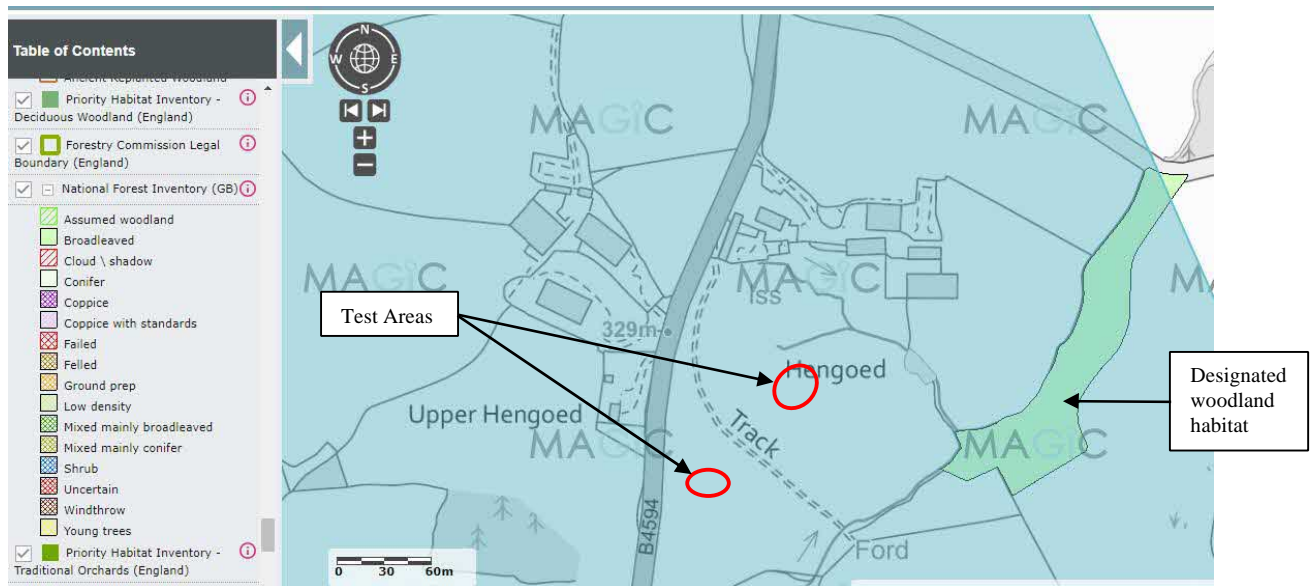 Table of Contents
Ancient Replanted Woodland
Priority Habitat Inventory -
Deciduous Woodland (England)
Forestry Commission Legal
Boundary (England)
National Forest Inventory (GB)
Assumed woodland
Broadleaved
Cloud \ shadow
Conifer
Coppice
Coppice with standards
Failed
Felled
Ground prep
Low density
Mixed mainly broadleaved
Mixed mainly conifer
Shrub
Uncertain
Windthrow
Young trees
Priority Habitat Inventory -
Traditional Orchards (England)
N
W E
S
MAGiC
MAGiC
MAGiC
MAGiC
MA
Iss
Test Areas
329m
Hengoed
Designated
woodland
habitat
Upper Hengoed
Track
MAGiC
MAGiC
B4594
Ford
0 30 60m